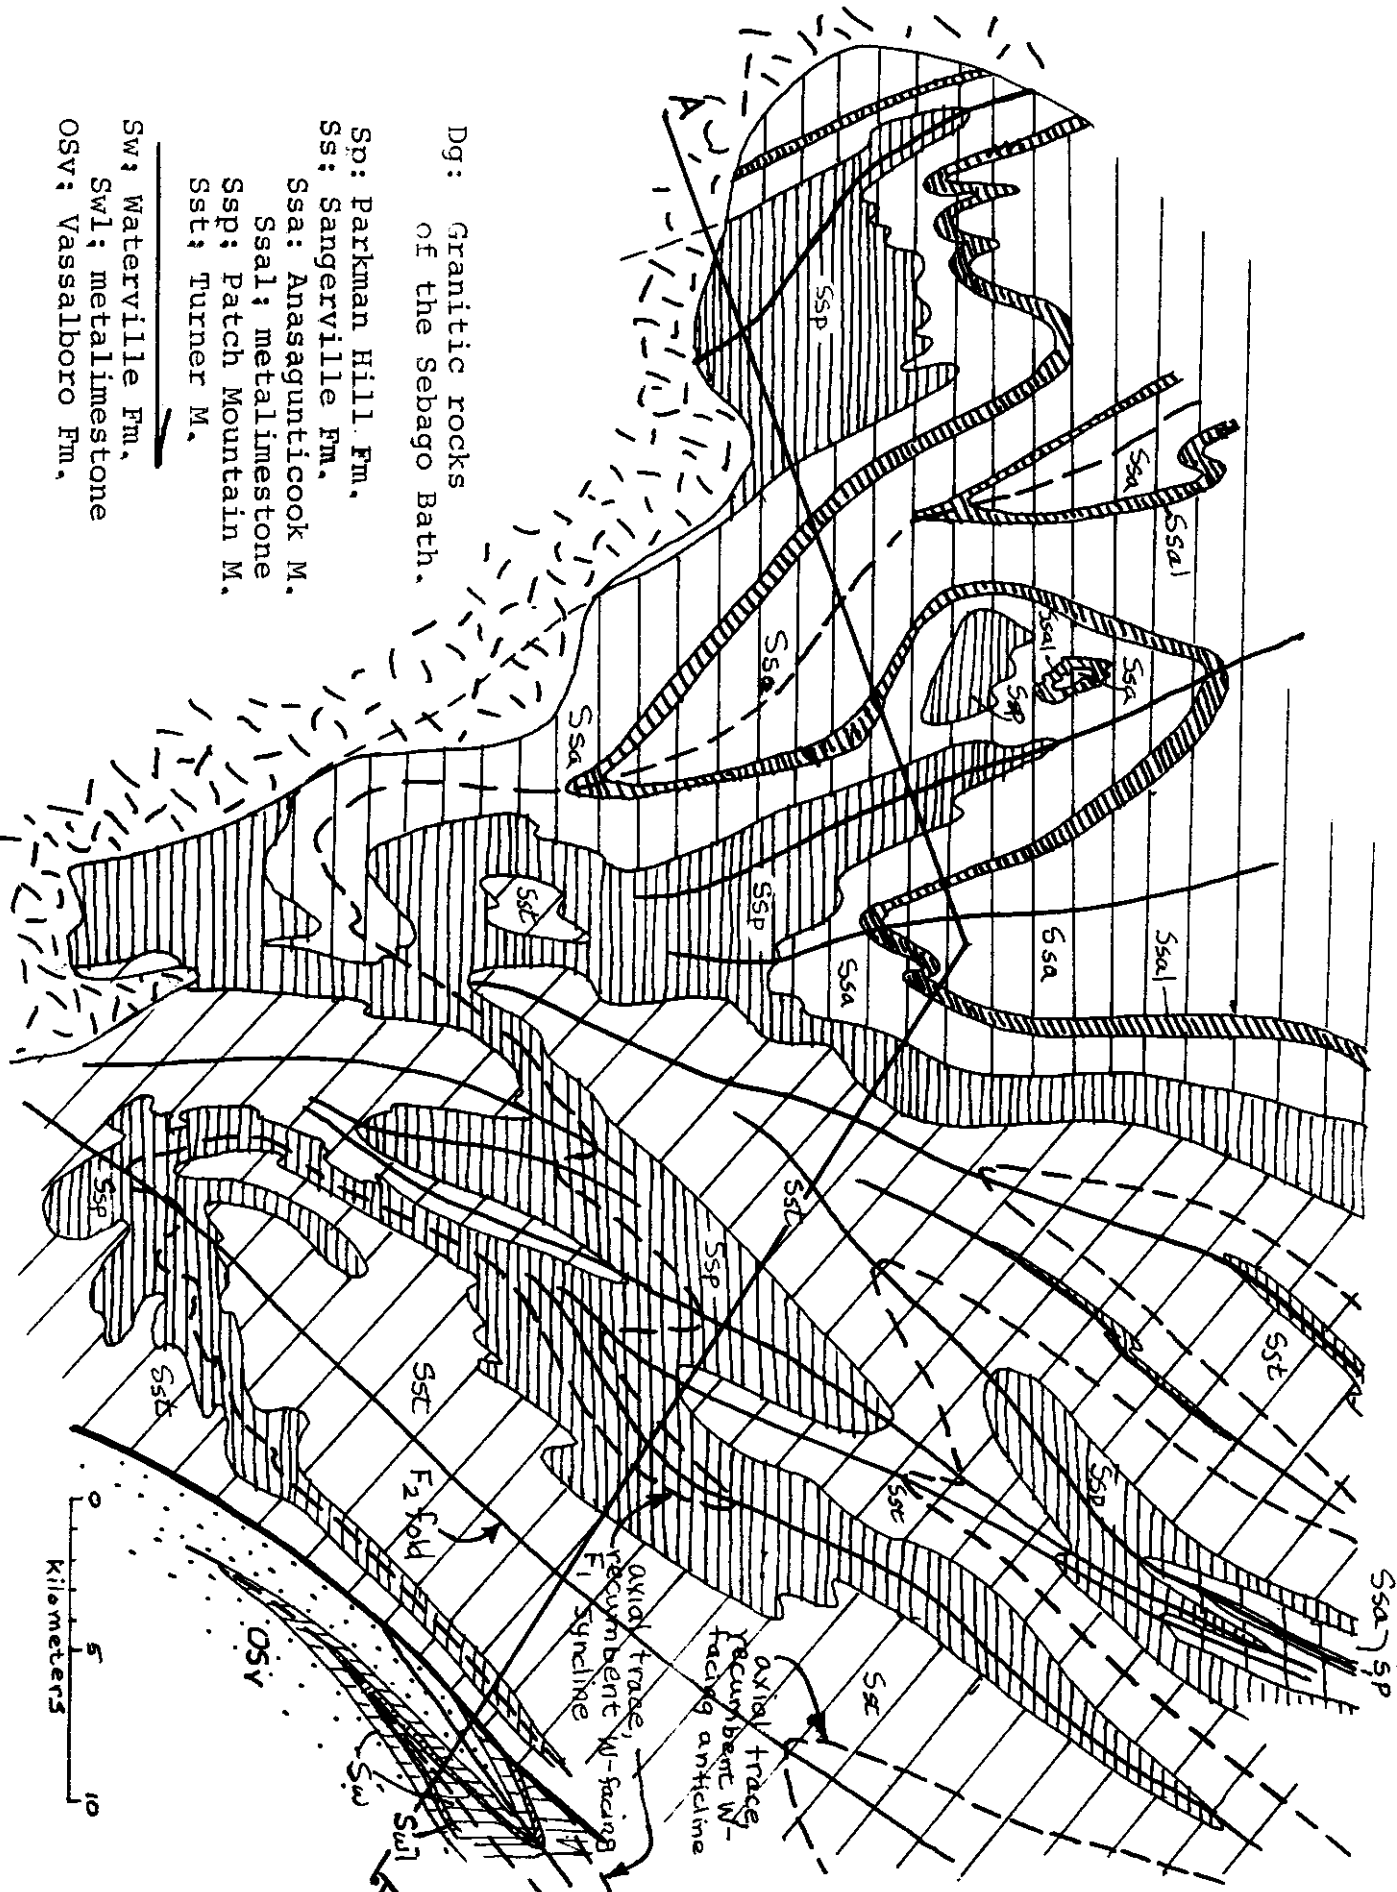 Dg: Granitic rocks
of the Sebago Bath.
Sp: Parkman Hill Fm.
Ss: Sangerville Fm.
Ssa: Anasagunticook M.
Ssal: metalimestone
Ssp: Patch Mountain M.
Sst: Turner M.
Sw: Waterville Fm.
Swl: metalimestone
OSv: Vassalboro Fm.
A
Ssp
Ssa
Ssal
Ssal
Ssa
Ssp
Ssa
Ssa
Ssa
Ssal
Ssp
Ssa
Sst
Sst
Ssp
Sst
Ssp
Ssp
Sst
Sst
Sst
Ssa
Sp
F₂ fold
axial trace,
recumbent W-facing
F₁ syncline
axial trace,
recumbent W-
facing anticline
OSv
Sw
Swl
0 5 10
Kilometers